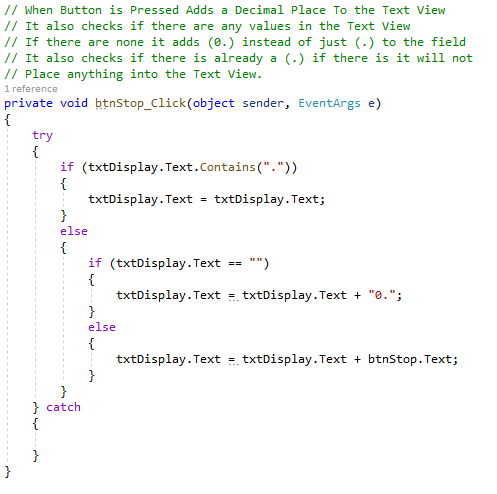 // When Button is Pressed Adds a Decimal Place To the Text View
// It also checks if there are any values in the Text View
// If there are none it adds (0.) instead of just (.) to the field
// It also checks if there is already a (.) if there is it will not
// Place anything into the Text View.
1 reference
private void btnStop_Click(object sender, EventArgs e)
{
    try
    {
        if (txtDisplay.Text.Contains("."))
        {
            txtDisplay.Text = txtDisplay.Text;
        }
        else
        {
            if (txtDisplay.Text == "")
            {
                txtDisplay.Text = txtDisplay.Text + "0.";
            }
            else
            {
                txtDisplay.Text = txtDisplay.Text + btnStop.Text;
            }
        }
    } catch
    {

    }
}